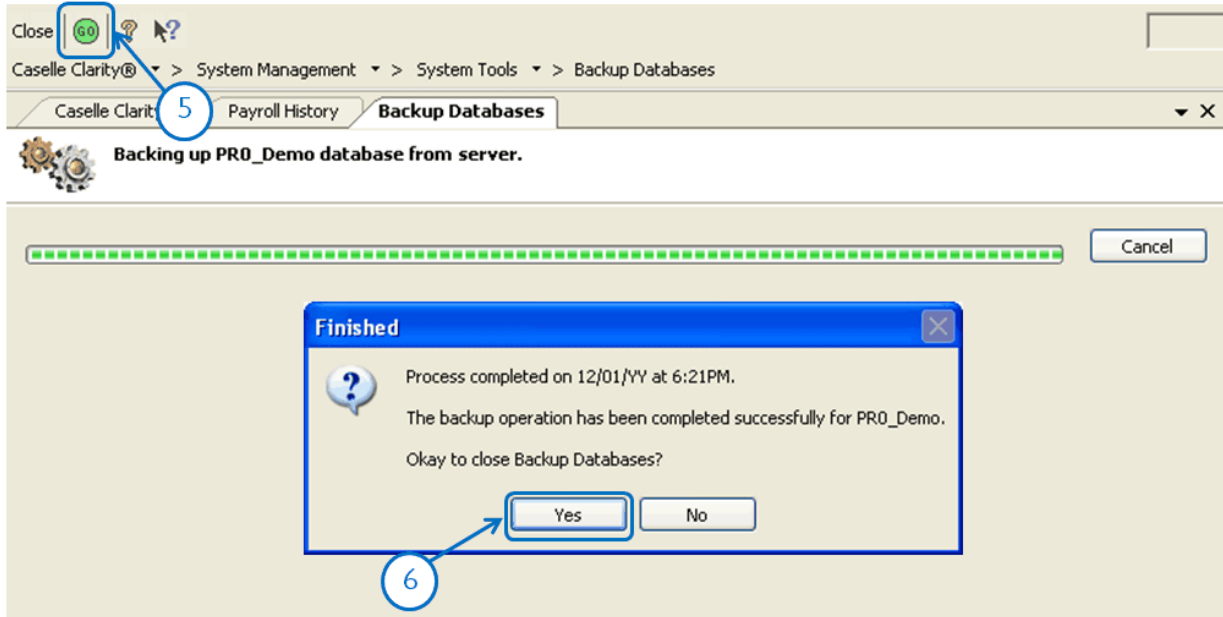 Close GO ? ?
Caselle Clarity® > System Management > System Tools > Backup Databases
5
Caselle Clarit Payroll History Backup Databases
Backing up PR0_Demo database from server.
Cancel
Finished
?
Process completed on 12/01/YY at 6:21PM.
The backup operation has been completed successfully for PR0_Demo.
Okay to close Backup Databases?
Yes No
6